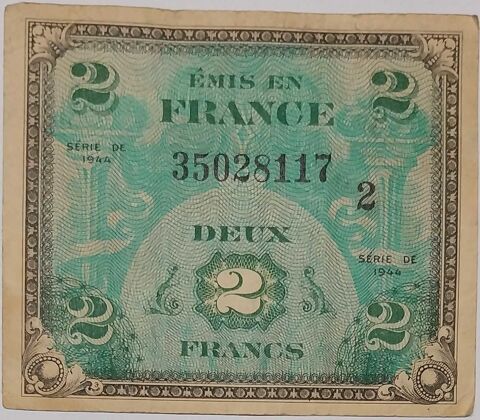 2 2
ÉMIS EN
FRANCE
SÉRIE DE
1944
35028117
2
DEUX
SÉRIE DE
1944
2
2 2
FRANCS